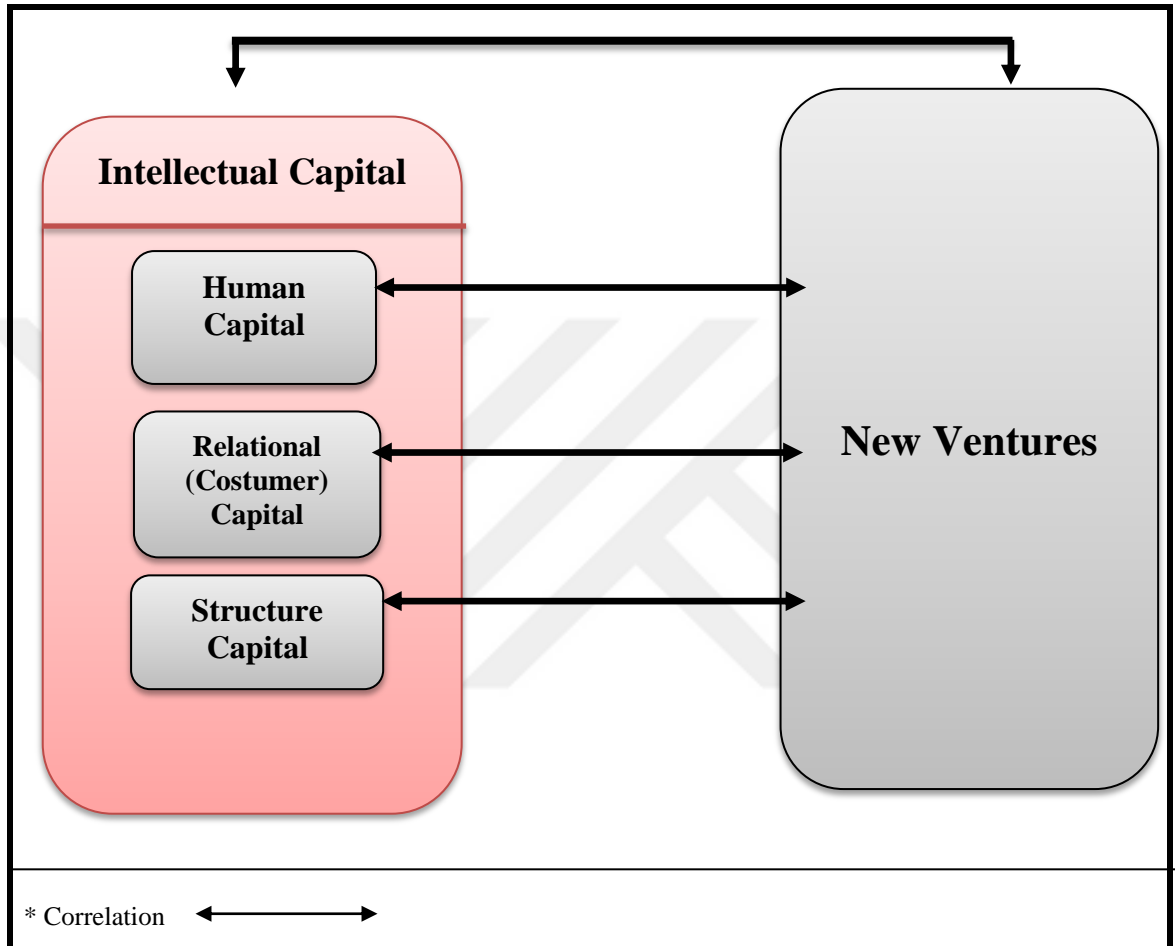 Intellectual Capital
Human
Capital
Relational
(Costumer)
Capital
Structure
Capital
New Ventures
* Correlation